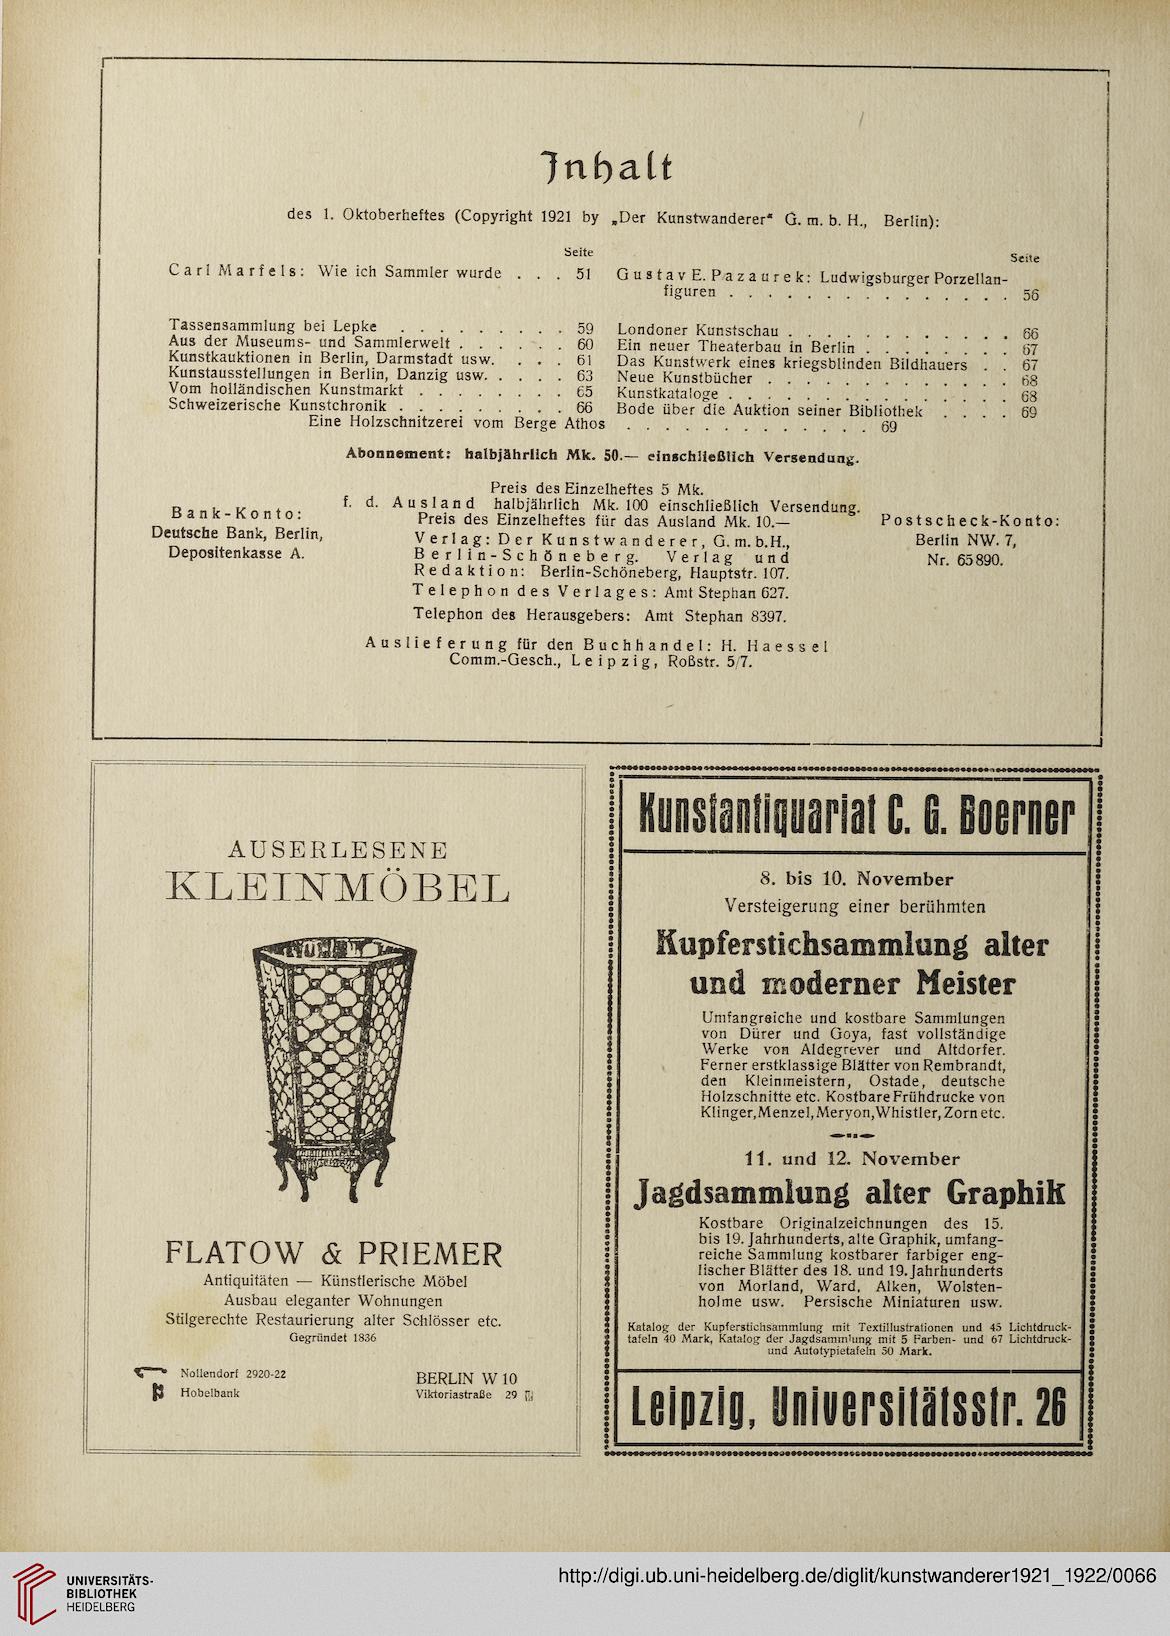 Inhalt
des 1. Oktoberheftes (Copyright 1921 by „Der Kunstwanderer“ G. m. b. H., Berlin):
Seite
Carl Marfels: Wie ich Sammler wurde . . . 51
Seite
Gustav E. Pazaurek: Ludwigsburger Porzellan-
figuren . . . . . . . . . . . . . . . 56
Tassensammlung bei Lepke . . . . . . . . . 59
Aus der Museums- und Sammlerwelt . . . . . . 60
Kunstkauktionen in Berlin, Darmstadt usw. . . . 61
Kunstausstellungen in Berlin, Danzig usw. . . . . 63
Vom holländischen Kunstmarkt . . . . . . . . 65
Schweizerische Kunstchronik . . . . . . . . . 66
Londoner Kunstschau . . . . . . . . . . . . 66
Ein neuer Theaterbau in Berlin . . . . . . . . 67
Das Kunstwerk eines kriegsblinden Bildhauers . . 67
Neue Kunstbücher . . . . . . . . . . . . . 68
Kunstkataloge . . . . . . . . . . . . . . . 68
Bode über die Auktion seiner Bibliothek . . . . 69
Eine Holzschnitzerei vom Berge Athos . . . . . . . . . . . . . 69
Abonnement: halbjährlich Mk. 50.— einschließlich Versendung.
Preis des Einzelheftes 5 Mk.
f. d. Ausland halbjährlich Mk. 100 einschließlich Versendung.
Preis des Einzelheftes für das Ausland Mk. 10.—
Verlag: Der Kunstwanderer, G. m. b. H.,
Berlin-Schöneberg. Verlag und
Redaktion: Berlin-Schöneberg, Hauptstr. 107.
Telephon des Verlages: Amt Stephan 627.
Telephon des Herausgebers: Amt Stephan 8397.
Bank-Konto:
Deutsche Bank, Berlin,
Depositenkasse A.
Postscheck-Konto:
Berlin NW. 7,
Nr. 65890.
Auslieferung für den Buchhandel: H. Haessel
Comm.-Gesch., Leipzig, Roßstr. 5/7.
AUSERLESENE
KLEINMÖBEL
FLATOW & PRIEMER
Antiquitäten — Künstlerische Möbel
Ausbau eleganter Wohnungen
Stilgerechte Restaurierung alter Schlösser etc.
Gegründet 1836
Nollendorf 2920-22
Hobelbank
BERLIN W 10
Viktoriastraße 29
Kunstantiquariat C. G. Boerner
8. bis 10. November
Versteigerung einer berühmten
Kupferstichsammlung alter
und moderner Meister
Umfangreiche und kostbare Sammlungen
von Dürer und Goya, fast vollständige
Werke von Aldegrever und Altdorfer.
Ferner erstklassige Blätter von Rembrandt,
den Kleinmeistern, Ostade, deutsche
Holzschnitte etc. Kostbare Frühdrucke von
Klinger, Menzel, Meryon, Whistler, Zorn etc.
11. und 12. November
Jagdsammlung alter Graphik
Kostbare Originalzeichnungen des 15.
bis 19. Jahrhunderts, alte Graphik, umfang-
reiche Sammlung kostbarer farbiger eng-
lischer Blätter des 18. und 19. Jahrhunderts
von Morland, Ward, Alken, Wolsten-
holme usw. Persische Miniaturen usw.
Katalog der Kupferstichsammlung mit Textillustrationen und 45 Lichtdruck-
tafeln 40 Mark, Katalog der Jagdsammlung mit 5 Farben- und 67 Lichtdruck-
und Autotypietafeln 50 Mark.
Leipzig, Universitätsstr. 26
UNIVERSITÄTS-
BIBLIOTHEK
HEIDELBERG
http://digi.ub.uni-heidelberg.de/diglit/kunstwanderer1921_1922/0066